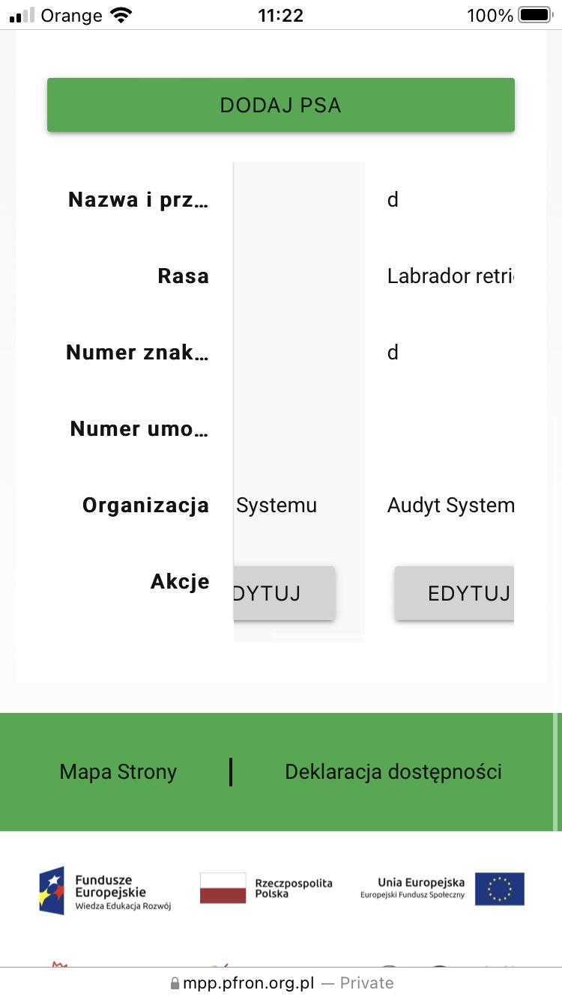 Orange 11:22 100%
DODAJ PSA
Nazwa i prz... d
Rasa Labrador retri
Numer znak... d
Numer umo...
Organizacja Systemu Audyt System
Akcje DYTUJ EDYTUJ
Mapa Strony | Deklaracja dostępności
Fundusze
Europejskie
Wiedza Edukacja Rozwój
Rzeczpospolita
Polska
Unia Europejska
Europejski Fundusz Społeczny
mpp.pfron.org.pl — Private